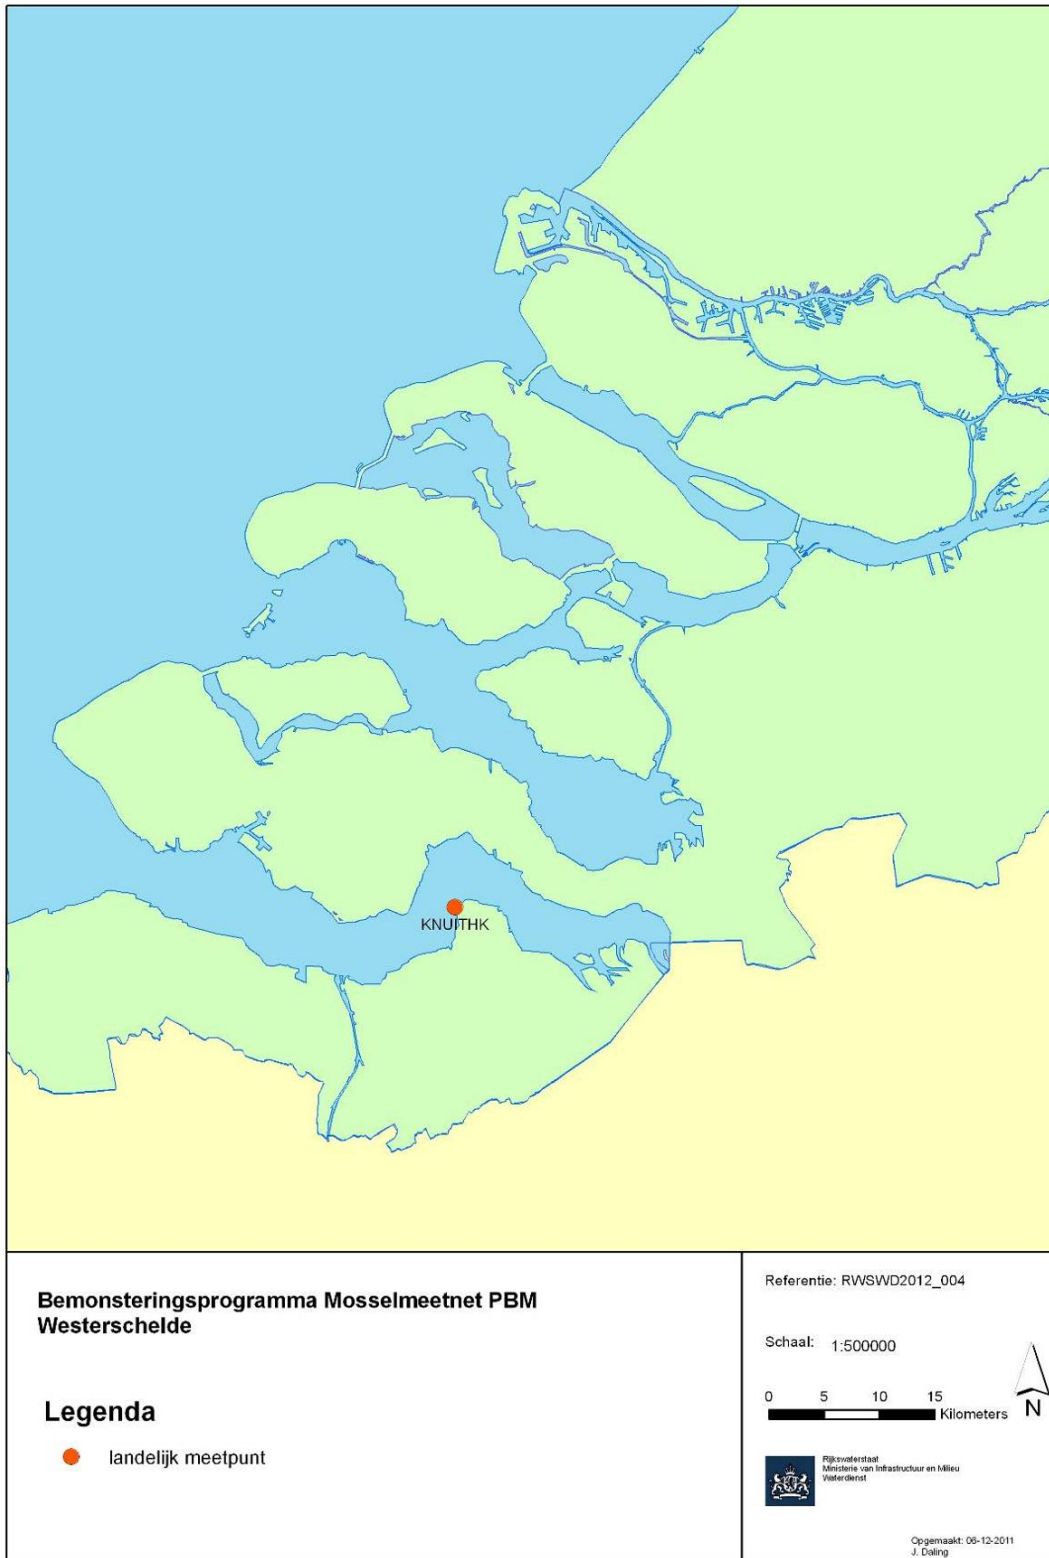 KNUITHK
Bemonsteringsprogramma Mosselmeetnet PBM
Westerschelde
Legenda
landelijk meetpunt
Referentie: RWSWD2012_004
Schaal: 1:500000
0 5 10 15
Kilometers
N
Rijkswaterstaat
Ministerie van Infrastructuur en Milieu
Waterdienst
Opgemaakt: 06-12-2011
J. Daling